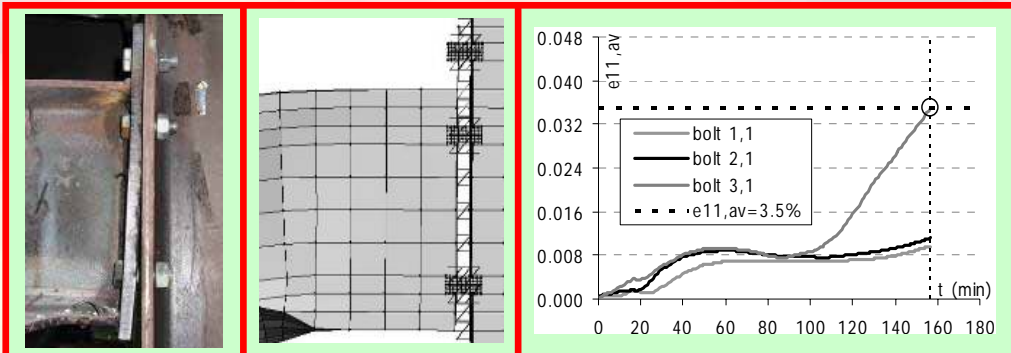 0.048
0.040
0.032
0.024
0.016
0.008
0.000
e11,av
bolt 1,1
bolt 2,1
bolt 3,1
e11,av=3.5%
t (min)
0 20 40 60 80 100 120 140 160 180